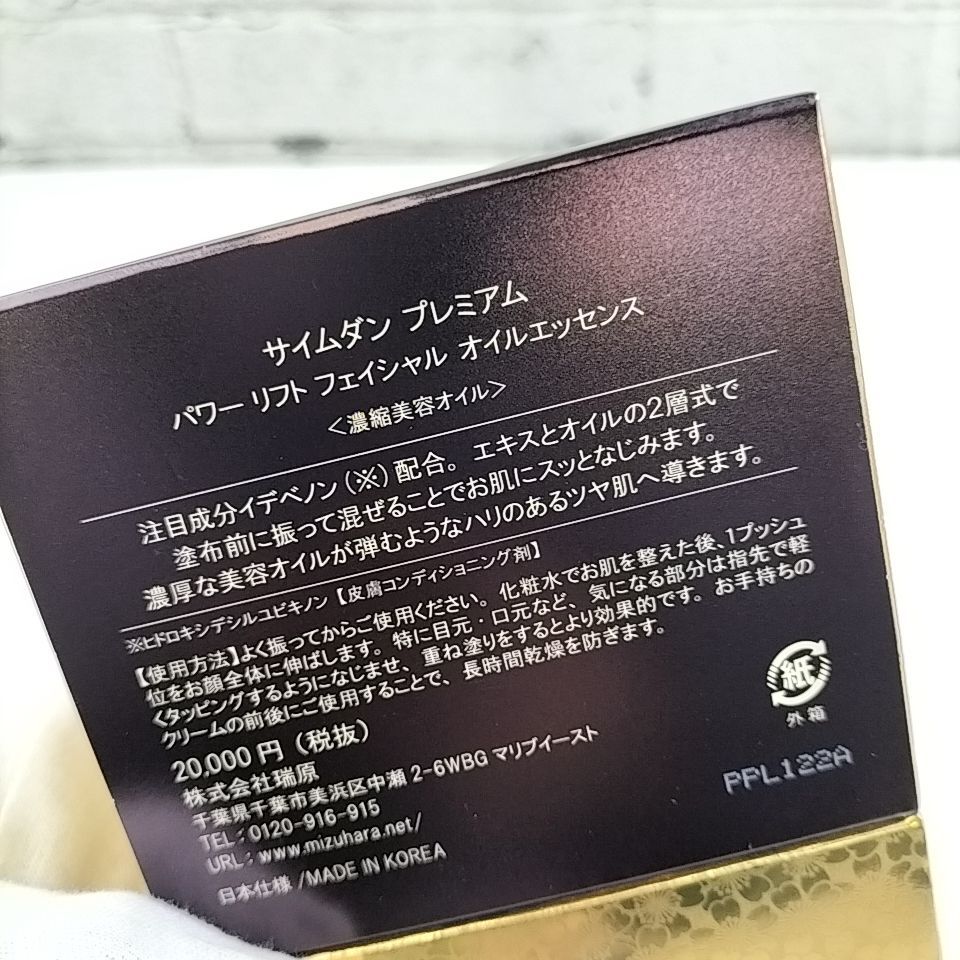 サイムダン プレミアム
パワー リフト フェイシャル オイルエッセンス
＜濃縮美容オイル＞
注目成分イデベノン（※）配合。エキスとオイルの2層式で
塗布前に振って混ぜることでお肌にスッとなじみます。
濃厚な美容オイルが弾むようなハリのあるツヤ肌へ導きます。
※ヒドロキシデシルユビキノン【皮膚コンディショニング剤】
【使用方法】よく振ってからご使用ください。化粧水でお肌を整えた後、1プッシュ
位をお顔全体に伸ばします。特に目元・口元など、気になる部分は指先で軽
くタッピングするようになじませ、重ね塗りをするとより効果的です。お手持ちの
クリームの前後にご使用することで、長時間乾燥を防ぎます。
20,000円（税抜）
株式会社瑞原
千葉県千葉市美浜区中瀬2-6WBG マリブイースト
TEL：0120-916-915
URL：www.mizuhara.net/
日本仕様 /MADE IN KOREA
紙
外箱
PPL122A